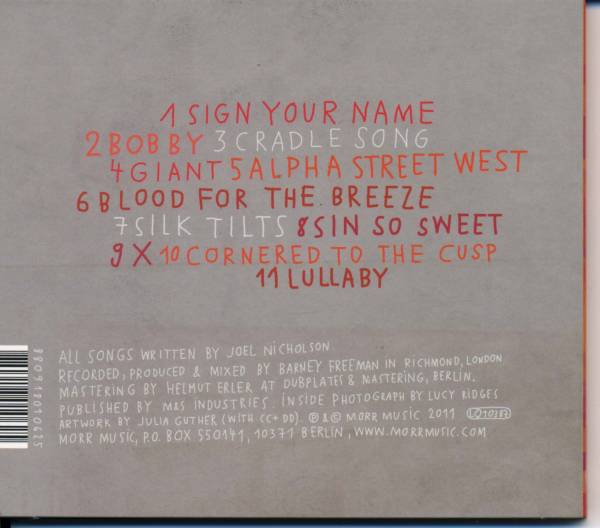 1 SIGN YOUR NAME
2 BOBBY 3 CRADLE SONG
4 GIANT 5 ALPHA STREET WEST
6 BLOOD FOR THE BREEZE
7 SILK TILTS 8 SIN SO SWEET
9 X 10 CORNERED TO THE CUSP
11 LULLABY
ALL SONGS WRITTEN BY JOEL NICHOLSON
RECORDED, PRODUCED & MIXED BY BARNEY FREEMAN IN RICHMOND, LONDON
MASTERING BY HELMUT ERLER AT DUBPLATES & MASTERING, BERLIN.
PUBLISHED BY M&S INDUSTRIES. INSIDE PHOTOGRAPH BY LUCY RIDGES
ARTWORK BY JULIA GUTHER (WITH CC+DD). ℗ & © MORR MUSIC 2011
MORR MUSIC, P.O. BOX 550141, 10371 BERLIN, WWW.MORRMUSIC.COM